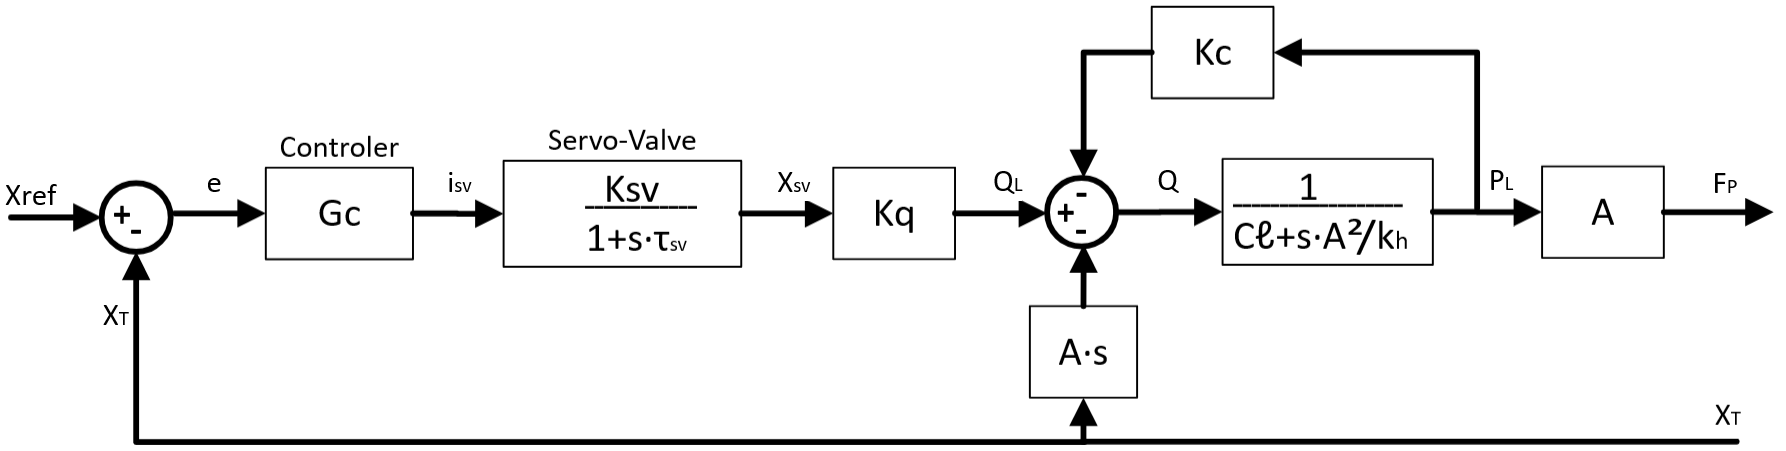 Kc
Controler
Servo-Valve
Xref
+
-
e
Gc
isv
Ksv
1+s·τsv
Xsv
Kq
QL
-
+
-
Q
1
Cℓ+s·A²/kh
PL
A
FP
XT
A·s
XT